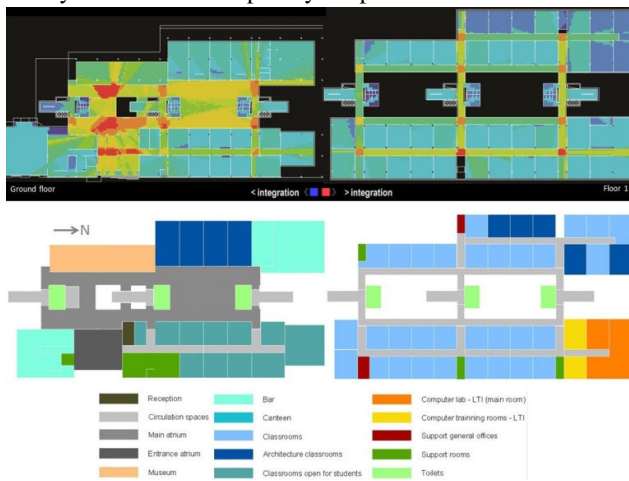 Ground floor
< integration
> integration
Floor 1
N
Reception
Circulation spaces
Main atrium
Entrance atrium
Museum
Bar
Canteen
Classrooms
Architecture classrooms
Classrooms open for students
Computer lab - LTI (main room)
Computer trainning rooms - LTI
Support general offices
Support rooms
Toilets